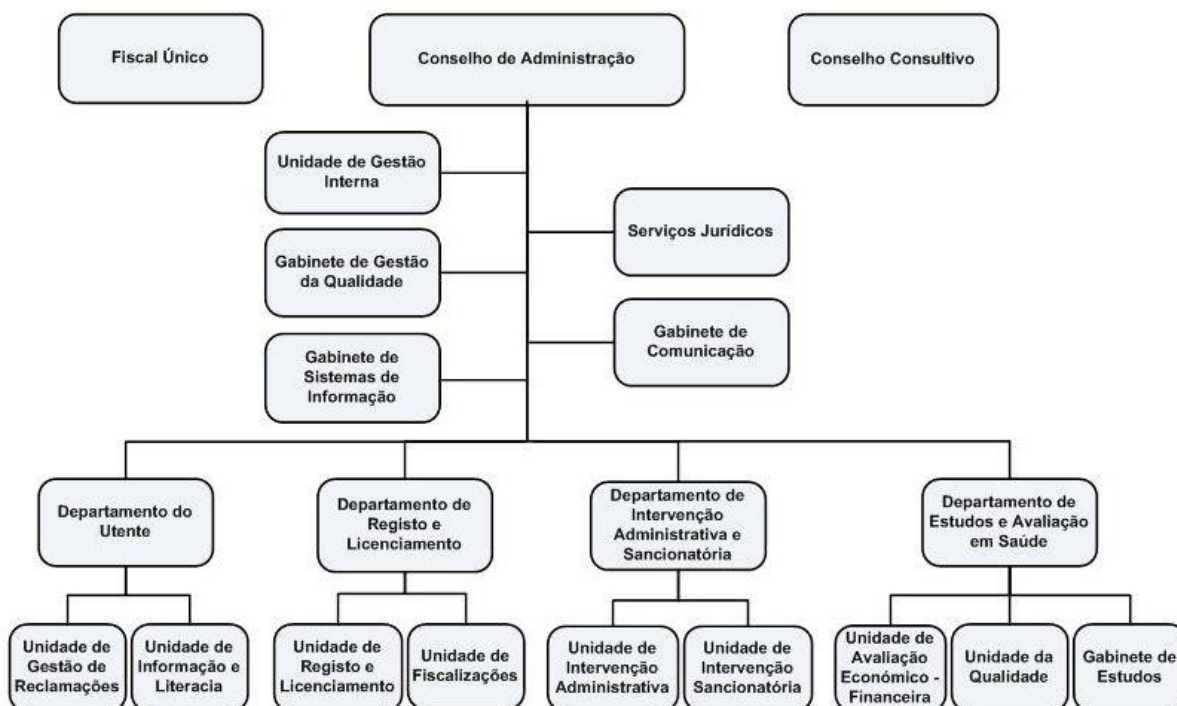 Fiscal Único
Conselho de Administração
Conselho Consultivo
Unidade de Gestão
Interna
Serviços Jurídicos
Gabinete de Gestão
da Qualidade
Gabinete de
Comunicação
Gabinete de
Sistemas de
Informação
Departamento do
Utente
Departamento de
Registo e
Licenciamento
Departamento de
Intervenção
Administrativa e
Sancionatória
Departamento de
Estudos e Avaliação
em Saúde
Unidade de
Gestão de
Reclamações
Unidade de
Informação e
Literacia
Unidade de
Registo e
Licenciamento
Unidade de
Fiscalizações
Unidade de
Intervenção
Administrativa
Unidade de
Intervenção
Sancionatória
Unidade de
Avaliação
Económico -
Financeira
Unidade da
Qualidade
Gabinete de
Estudos